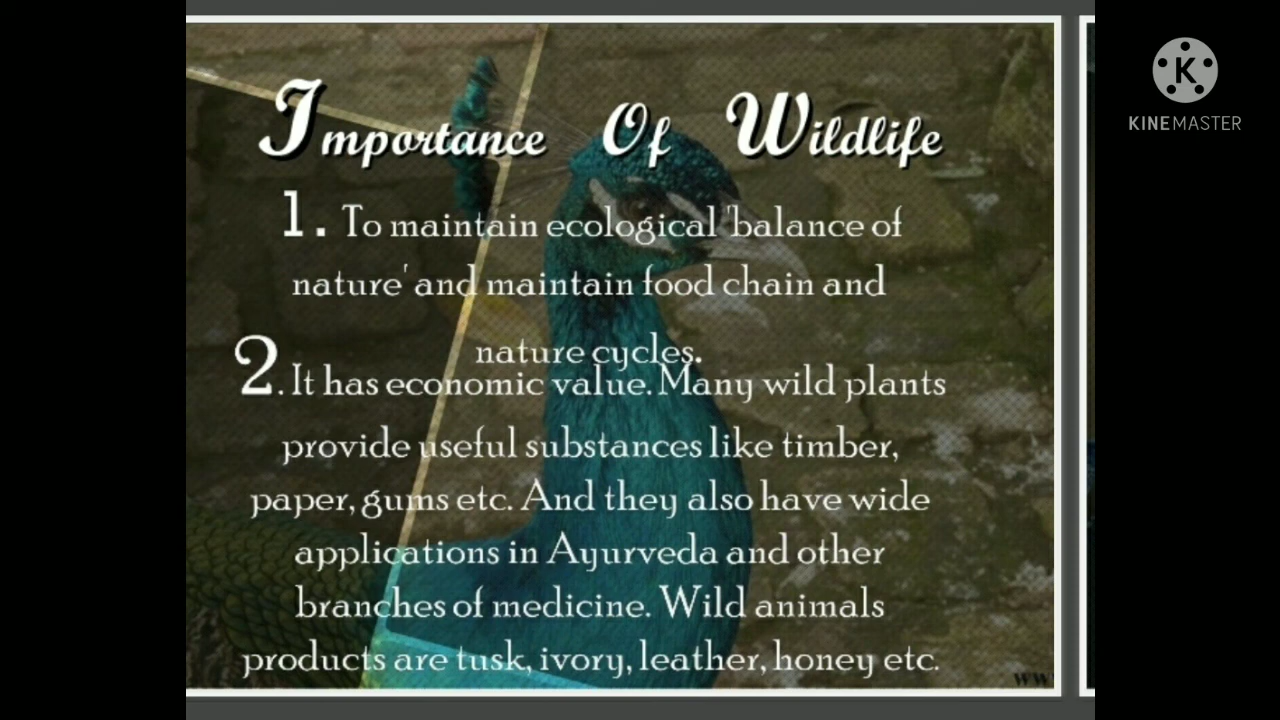 Importance Of Wildlife
1. To maintain ecological 'balance of
nature' and maintain food chain and
nature cycles.
2. It has economic value. Many wild plants
provide useful substances like timber,
paper, gums etc. And they also have wide
applications in Ayurveda and other
branches of medicine. Wild animals
products are tusk, ivory, leather, honey etc.
KINEMASTER